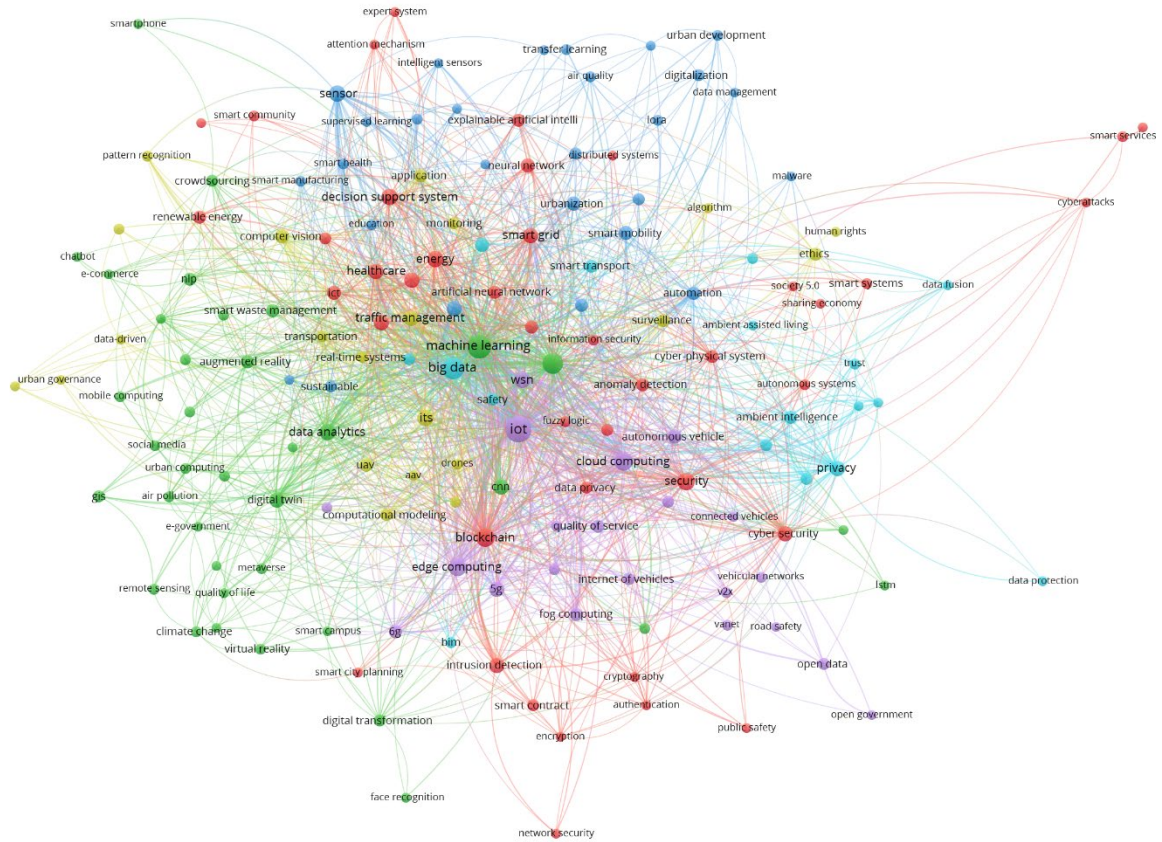 expert system
smartphone
urban development
attention mechanism
transfer learning
intelligent sensors
air quality
digitalization
sensor
data management
smart community
supervised learning
explainable artificial intelli
lora
smart services
pattern recognition
smart health
neural network
distributed systems
crowdsourcing
smart manufacturing
application
malware
decision support system
urbanization
cyberattacks
renewable energy
education
monitoring
algorithm
computer vision
smart grid
smart mobility
human rights
chatbot
energy
ethics
e-commerce
nlp
healthcare
smart transport
ict
artificial neural network
automation
society 5.0
smart systems
data fusion
smart waste management
traffic management
sharing economy
surveillance
ambient assisted living
data-driven
transportation
machine learning
information security
augmented reality
real-time systems
big data
cyber-physical system
trust
urban governance
mobile computing
sustainable
wsn
anomaly detection
autonomous systems
safety
its
iot
fuzzy logic
ambient intelligence
data analytics
autonomous vehicle
social media
urban computing
uav
drones
aav
cloud computing
privacy
gis
air pollution
digital twin
cnn
data privacy
security
computational modeling
connected vehicles
e-government
quality of service
blockchain
cyber security
metaverse
edge computing
internet of vehicles
vehicular networks
data protection
remote sensing
quality of life
5g
v2x
lstm
fog computing
climate change
smart campus
6g
vanet
road safety
virtual reality
bim
smart city planning
intrusion detection
open data
cryptography
smart contract
authentication
open government
digital transformation
public safety
encryption
face recognition
network security